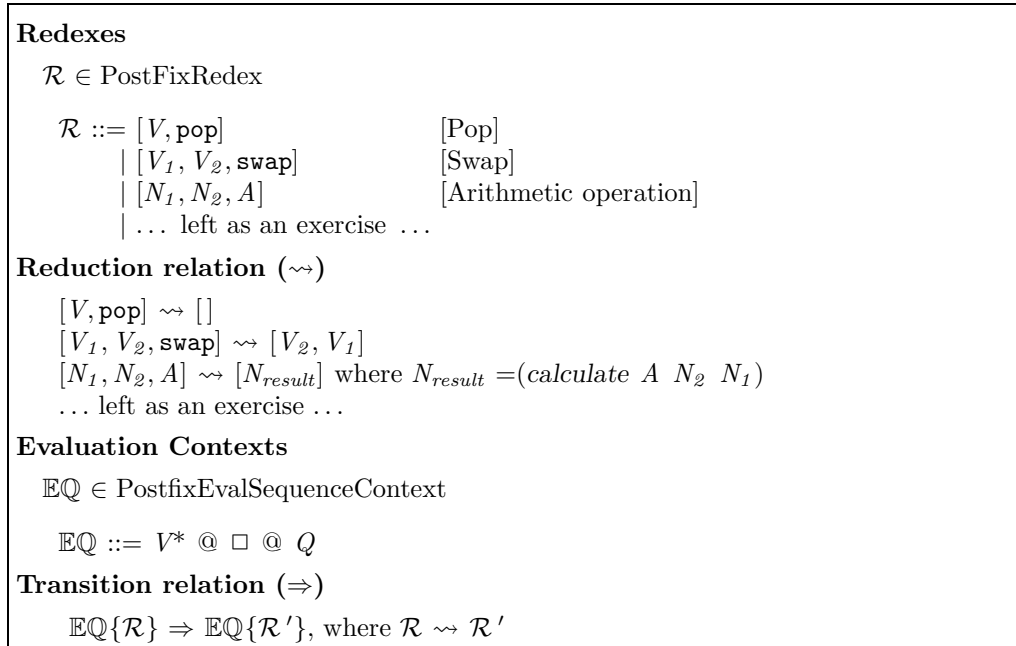 Redexes
ℛ ∈ PostFixRedex
ℛ ::= [V, pop] [Pop]
| [V₁, V₂, swap] [Swap]
| [N₁, N₂, A] [Arithmetic operation]
| ... left as an exercise ...
Reduction relation (⇝)
[V, pop] ⇝ []
[V₁, V₂, swap] ⇝ [V₂, V₁]
[N₁, N₂, A] ⇝ [N_result] where N_result =(calculate A N₂ N₁)
... left as an exercise ...
Evaluation Contexts
𝔼ℚ ∈ PostfixEvalSequenceContext
𝔼ℚ ::= V* @ □ @ Q
Transition relation (⇒)
𝔼ℚ{ℛ} ⇒ 𝔼ℚ{ℛ′}, where ℛ ⇝ ℛ′